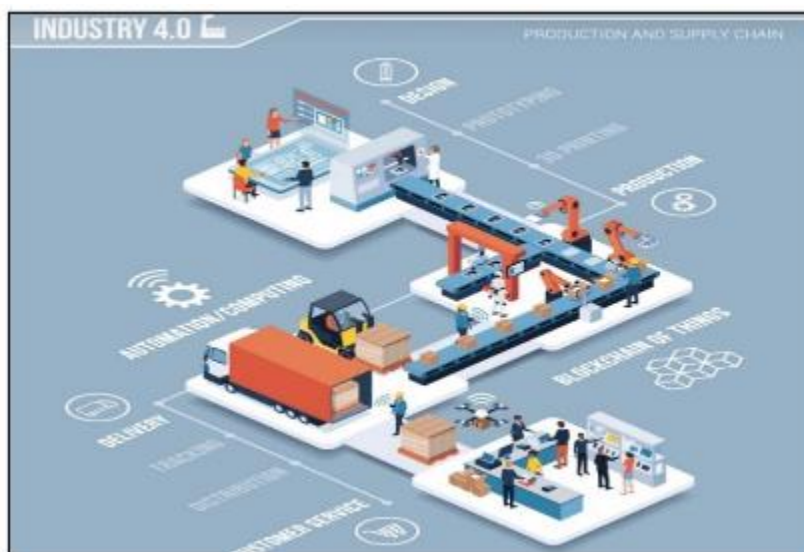 INDUSTRY 4.0
PRODUCTION AND SUPPLY CHAIN
DESIGN
PROTOTYPING
3D PRINTING
PRODUCTION
AUTOMATION/COMPUTING
BLOCKCHAIN OF THINGS
DELIVERY
TRACKING
DISTRIBUTION
CUSTOMER SERVICE